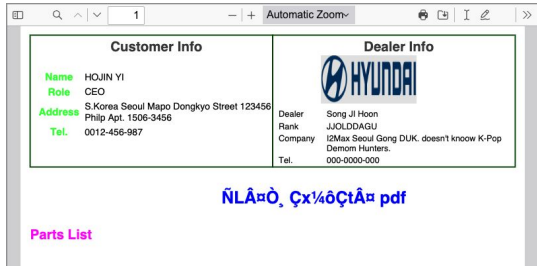 1
Automatic Zoom
Customer Info
Name HOJIN YI
Role CEO
Address S.Korea Seoul Mapo Dongkyo Street 123456
Philp Apt. 1506-3456
Tel. 0012-456-987
Dealer Info
HYUNDAI
Dealer Song JI Hoon
Rank JJOLDDAGU
Company I2Max Seoul Gong DUK. doesn't knoow K-Pop
Demom Hunters.
Tel. 000-0000-000
ÑLÂ¤Ò¸ Çx¼ôÇtÂ¤ pdf
Parts List